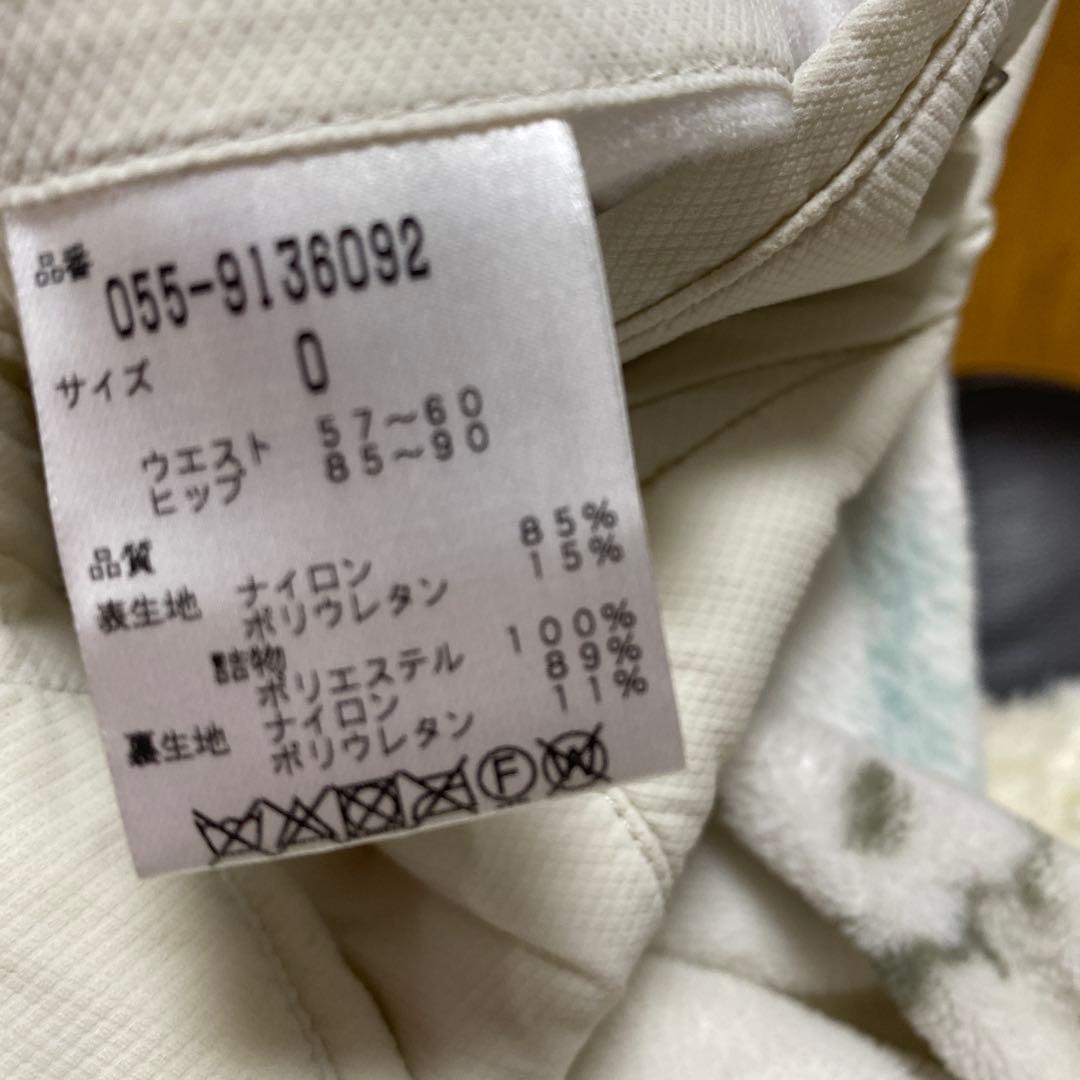 品番 055-9136092
サイズ 0
ウエスト 57～60
ヒップ 85～90
品質
表生地 ナイロン 85%
ポリウレタン 15%
詰物
ポリエステル 100%
裏生地 ナイロン 89%
ポリウレタン 11%
F W